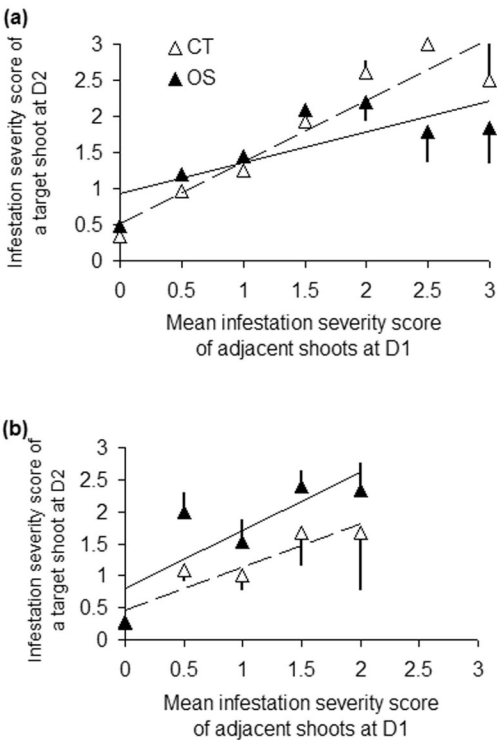 (a)
Infestation severity score of
a target shoot at D2
3
2.5
2
1.5
1
0.5
0
CT
OS
0 0.5 1 1.5 2 2.5 3
Mean infestation severity score
of adjacent shoots at D1
(b)
Infestation severity score of
a target shoot at D2
3
2.5
2
1.5
1
0.5
0
0 0.5 1 1.5 2 2.5 3
Mean infestation severity score
of adjacent shoots at D1